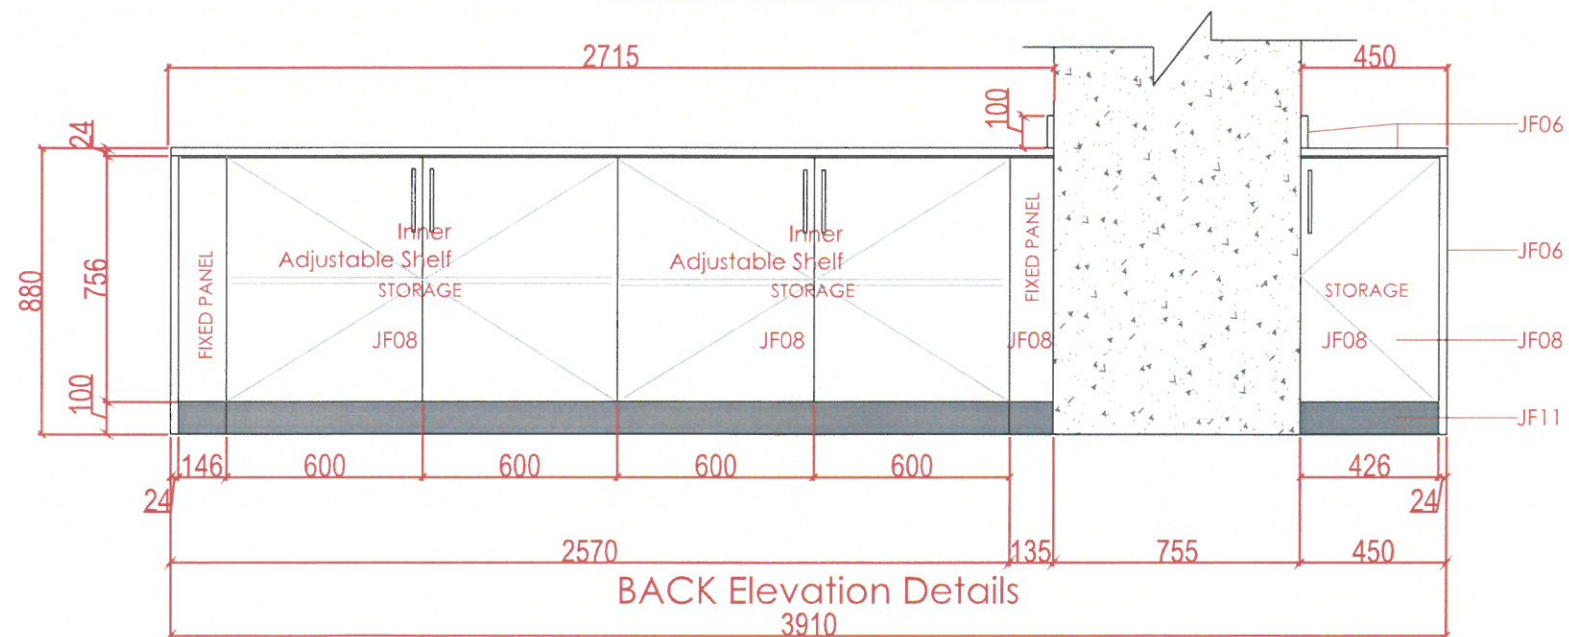 2715
450
100
24
JF06
880
756
100
FIXED PANEL
Inner
Adjustable Shelf
STORAGE
JF08
Inner
Adjustable Shelf
STORAGE
JF08
FIXED PANEL
JF08
STORAGE
JF08
JF06
JF08
JF11
146
600
600
600
600
426
24
24
2570
135
755
450
BACK Elevation Details
3910